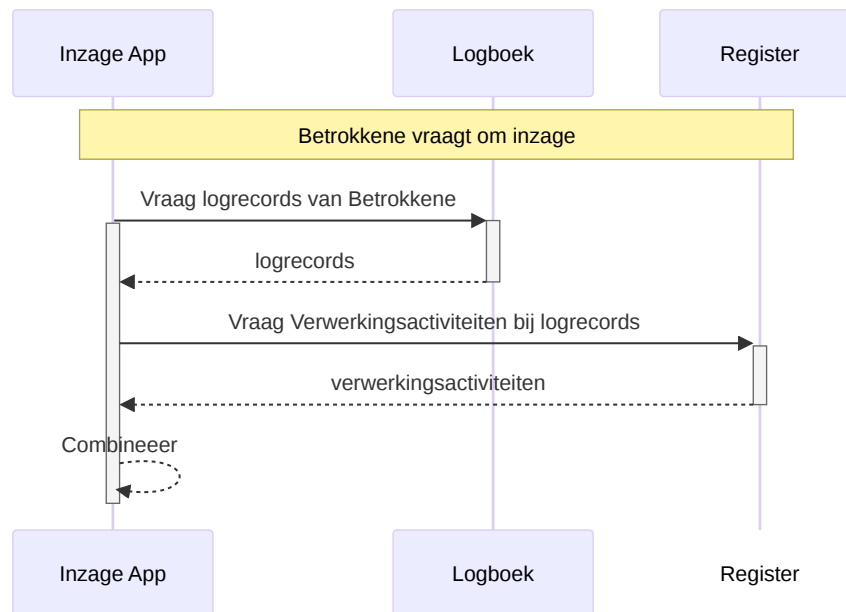 Inzage App
Logboek
Register
Betrokkene vraagt om inzage
Vraag logrecords van Betrokkene
logrecords
Vraag Verwerkingsactiviteiten bij logrecords
verwerkingsactiviteiten
Combineeer
Inzage App
Logboek
Register